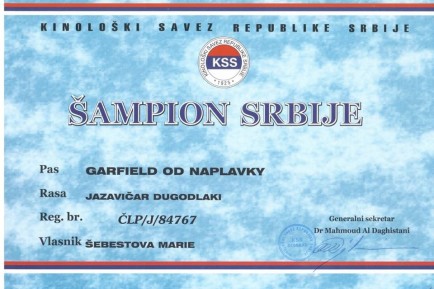 KINOLOŠKI SAVEZ REPUBLIKE SRBIJE
KINOLOŠKI SAVEZ REPUBLIKE SRBIJE
KSS
1925
ŠAMPION SRBIJE
Pas GARFIELD OD NAPLAVKY
Rasa JAZAVIČAR DUGODLAKI
Reg. br. ČLP/J/84767
Vlasnik ŠEBESTOVA MARIE
Generalni sekretar
Dr Mahmoud Al Daghistani